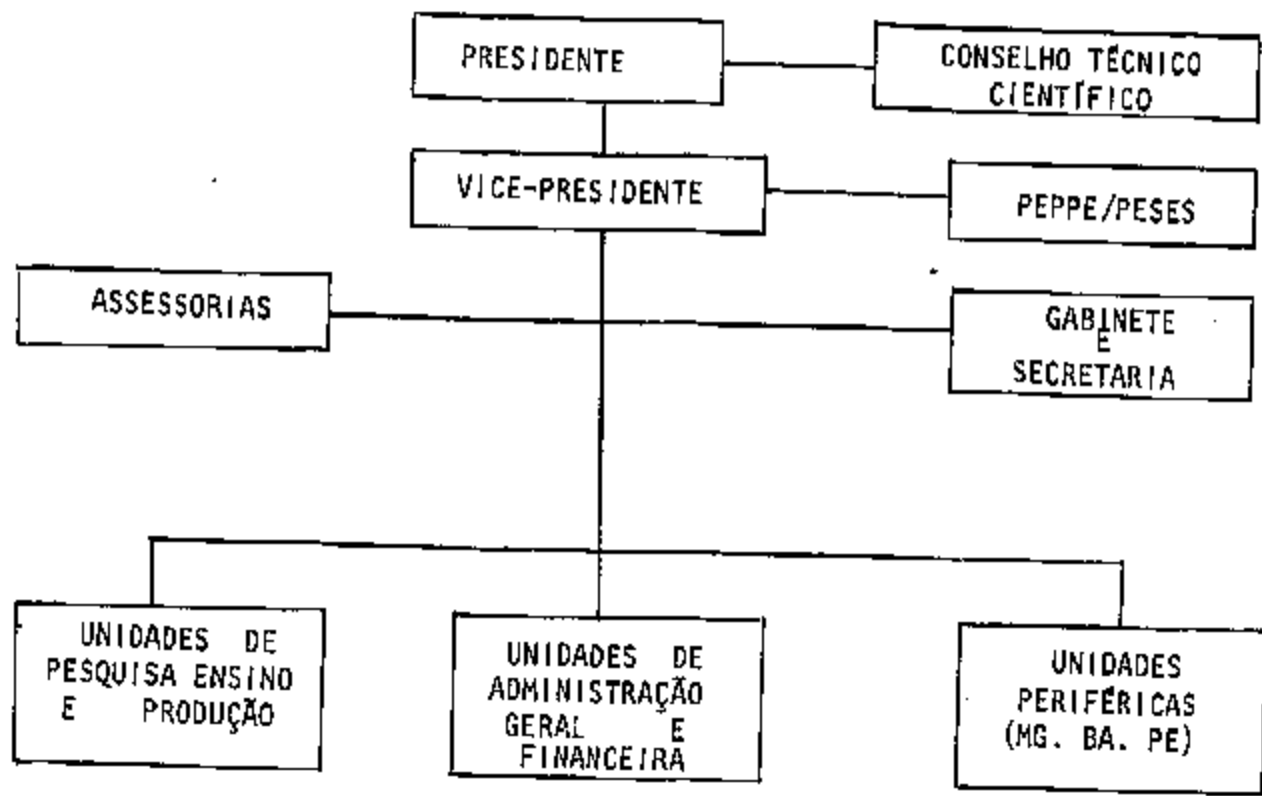 PRESIDENTE
CONSELHO TÉCNICO
CIENTÍFICO
VICE-PRESIDENTE
PEPPE/PESES
ASSESSORIAS
GABINETE
E
SECRETARIA
UNIDADES DE
PESQUISA ENSINO
E PRODUÇÃO
UNIDADES DE
ADMINISTRAÇÃO
GERAL E
FINANCEIRA
UNIDADES
PERIFÉRICAS
(MG. BA. PE)